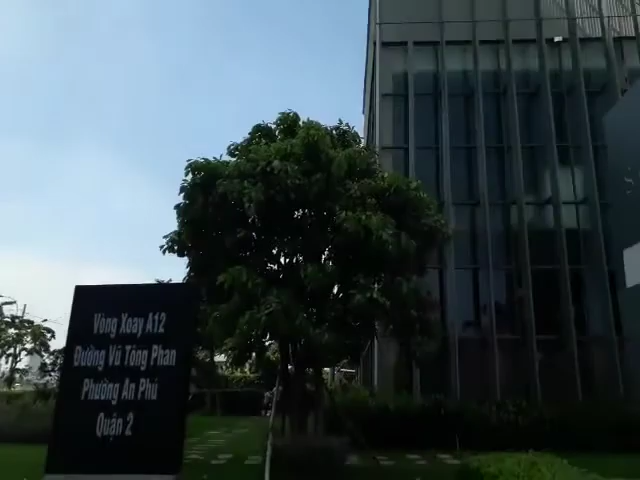 Vòng Xoay A12
Đường Vũ Tông Phan
Phường An Phú
Quận 2